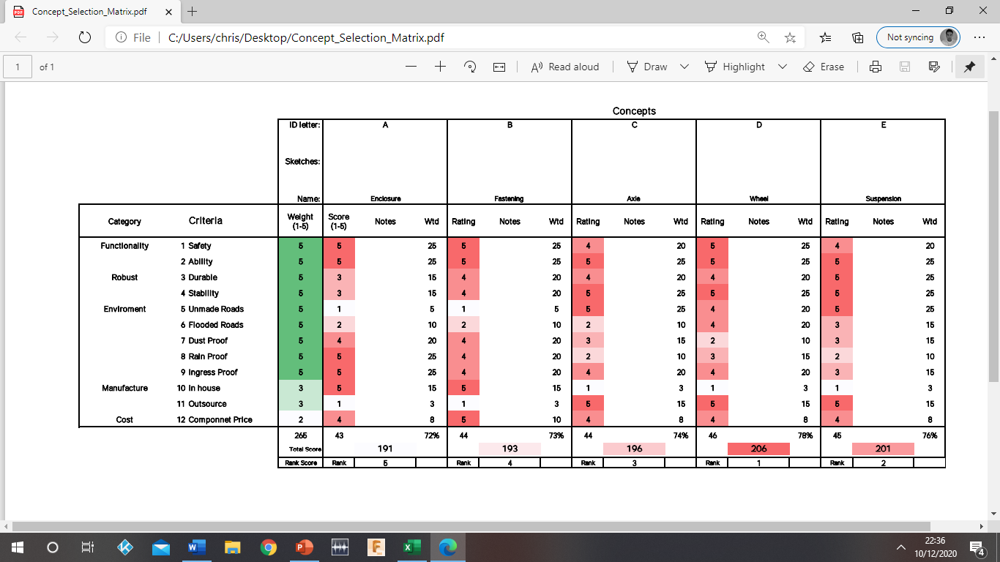 Concept_Selection_Matrix.pdf
File C:/Users/chris/Desktop/Concept_Selection_Matrix.pdf Not syncing
1 of 1 Read aloud Draw Highlight Erase
Concepts
ID letter: A B C D E
Sketches:
Name: Enclosure Fastening Axle Wheel Suspension
Category Criteria Weight (1-5) Score (1-5) Notes Wtd Rating Notes Wtd Rating Notes Wtd Rating Notes Wtd Rating Notes Wtd
Functionality 1 Safety 5 5 25 5 25 4 20 5 25 4 20
2 Ability 5 5 25 5 25 5 25 5 25 5 25
Robust 3 Durable 5 3 15 4 20 4 20 4 20 5 25
4 Stability 5 3 15 4 20 5 25 5 25 5 25
Enviroment 5 Unmade Roads 5 1 5 1 5 5 25 4 20 5 25
6 Flooded Roads 5 2 10 2 10 2 10 4 20 3 15
7 Dust Proof 5 4 20 4 20 3 15 2 10 3 15
8 Rain Proof 5 5 25 4 20 2 10 3 15 2 10
9 Ingress Proof 5 5 25 4 20 4 20 4 20 3 15
Manufacture 10 In house 3 5 15 5 15 1 3 1 3 1 3
11 Outsource 3 1 3 1 3 5 15 5 15 5 15
Cost 12 Componnet Price 2 4 8 5 10 4 8 4 8 4 8
265 43 72% 44 73% 44 74% 46 78% 45 76%
Total Score 191 193 196 206 201
Rank Score Rank 5 Rank 4 Rank 3 Rank 1 Rank 2
22:36
10/12/2020
4